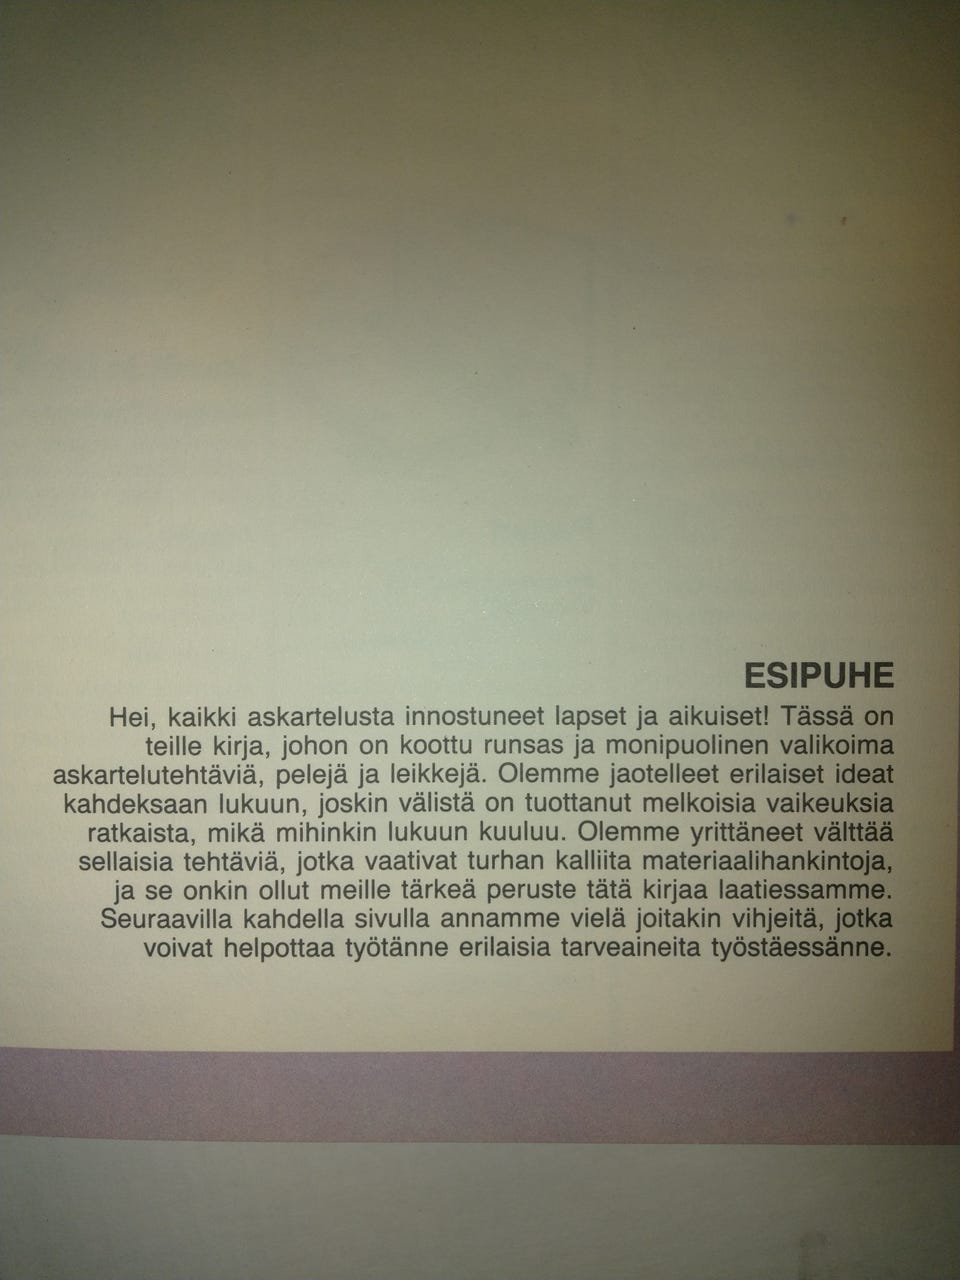 ESIPUHE
Hei, kaikki askartelusta innostuneet lapset ja aikuiset! Tässä on
teille kirja, johon on koottu runsas ja monipuolinen valikoima
askartelutehtäviä, pelejä ja leikkejä. Olemme jaotelleet erilaiset ideat
kahdeksaan lukuun, joskin välistä on tuottanut melkoisia vaikeuksia
ratkaista, mikä mihinkin lukuun kuuluu. Olemme yrittäneet välttää
sellaisia tehtäviä, jotka vaativat turhan kalliita materiaalihankintoja,
ja se onkin ollut meille tärkeä peruste tätä kirjaa laatiessamme.
Seuraavilla kahdella sivulla annamme vielä joitakin vihjeitä, jotka
voivat helpottaa työtänne erilaisia tarveaineita työstäessänne.